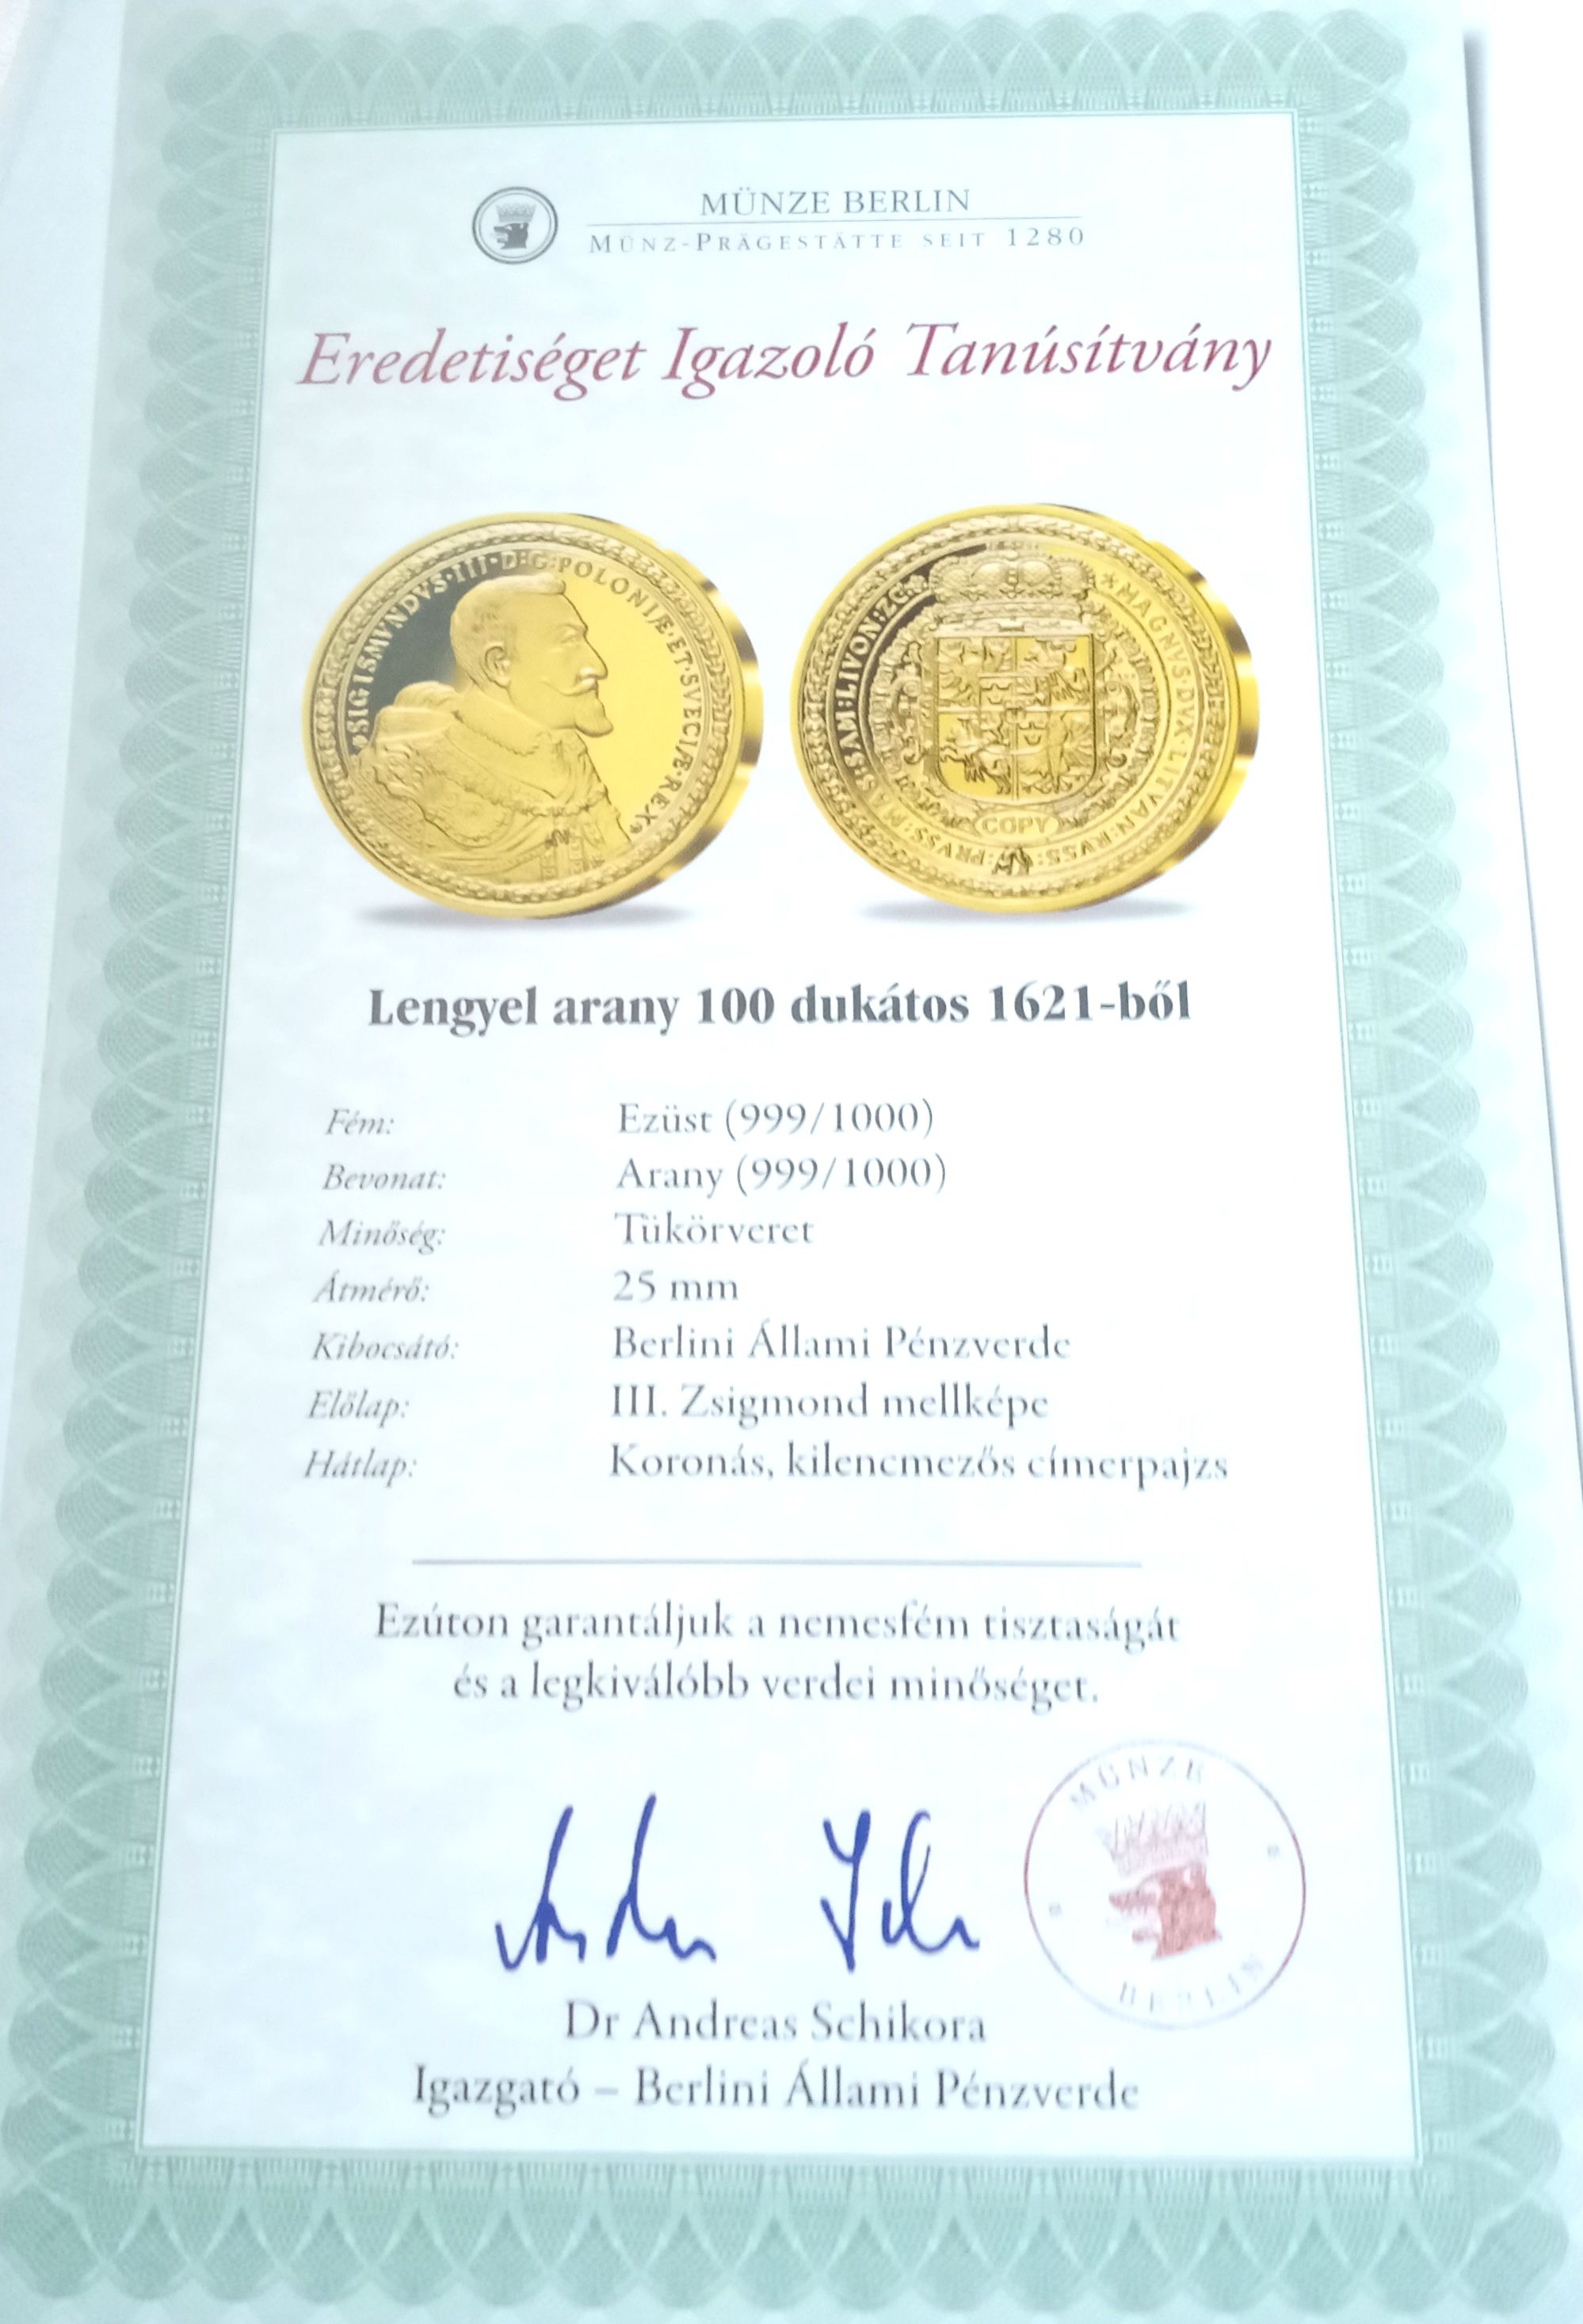 MÜNZE BERLIN
MÜNZ-PRÄGESTÄTTE SEIT 1280
Eredetiséget Igazoló Tanúsítvány
SIGISMVNDVS·III·D:G:POLONIÆ·ET·SVECIÆ·REX
*MAGNVS·DVX·LITVAN:RVSS:PRVSS:MAS:SAM:LIVON:ZC
COPY
Lengyel arany 100 dukátos 1621-ből
Fém: Ezüst (999/1000)
Bevonat: Arany (999/1000)
Minőség: Tükörveret
Átmérő: 25 mm
Kibocsátó: Berlini Állami Pénzverde
Előlap: III. Zsigmond mellképe
Hátlap: Koronás, kilencmezős címerpajzs
Ezúton garantáljuk a nemesfém tisztaságát
és a legkiválóbb verdei minőséget.
MÜNZE
BERLIN
Dr Andreas Schikora
Igazgató – Berlini Állami Pénzverde